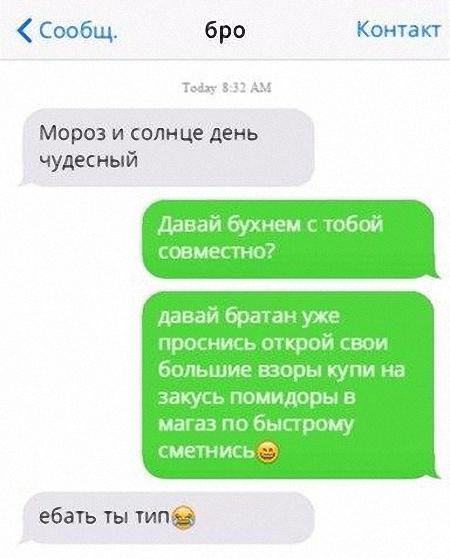 Сообщ. бро Контакт
Today 8:32 AM
Мороз и солнце день
чудесный
Давай бухнем с тобой
совместно?
давай братан уже
проснись открой свои
большие взоры купи на
закусь помидоры в
магаз по быстрому
сметнись😄
ебать ты тип😂